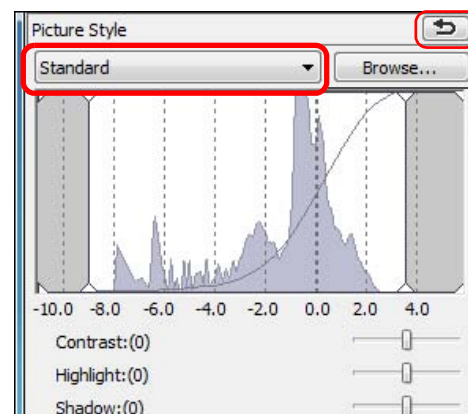 Picture Style
Standard Browse...
-10.0 -8.0 -6.0 -4.0 -2.0 0.0 2.0 4.0
Contrast:(0)
Highlight:(0)
Shadow:(0)